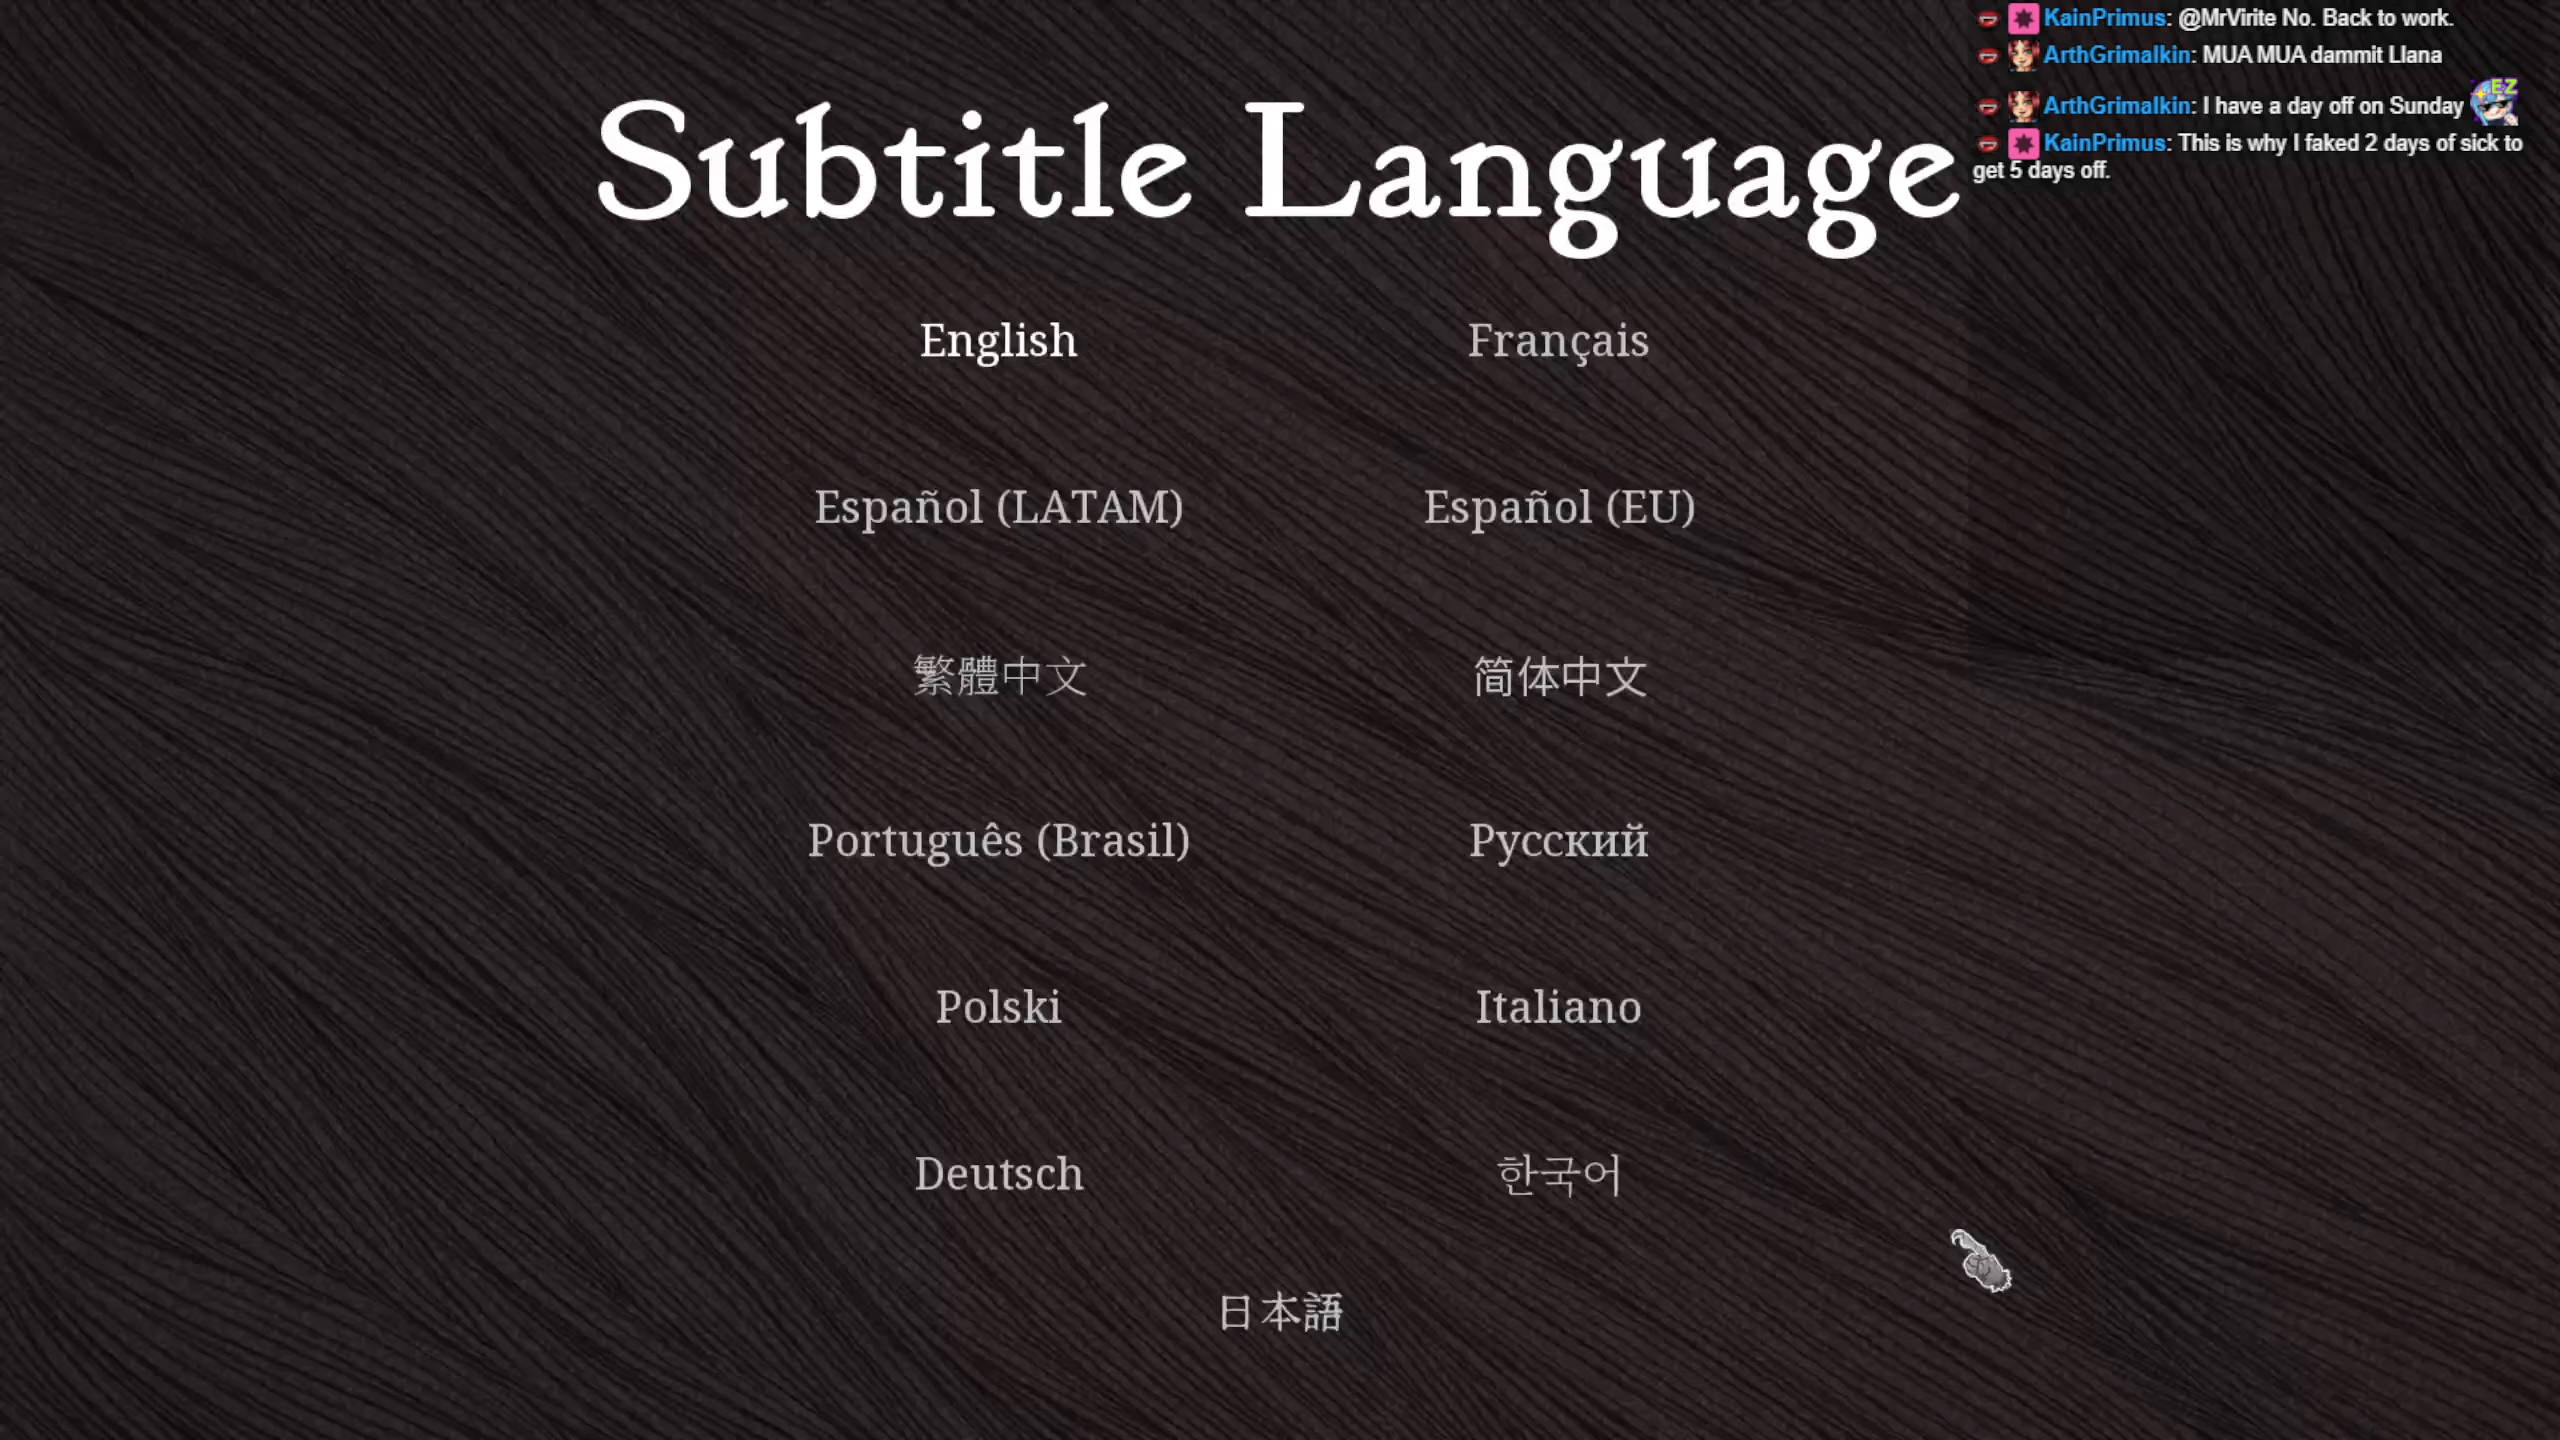 KainPrimus: @MrVirite No. Back to work.
ArthGrimalkin: MUA MUA dammit Llana
ArthGrimalkin: I have a day off on Sunday EZ
KainPrimus: This is why I faked 2 days of sick to
get 5 days off.
Subtitle Language
English
Français
Español (LATAM)
Español (EU)
繁體中文
简体中文
Português (Brasil)
Русский
Polski
Italiano
Deutsch
한국어
日本語